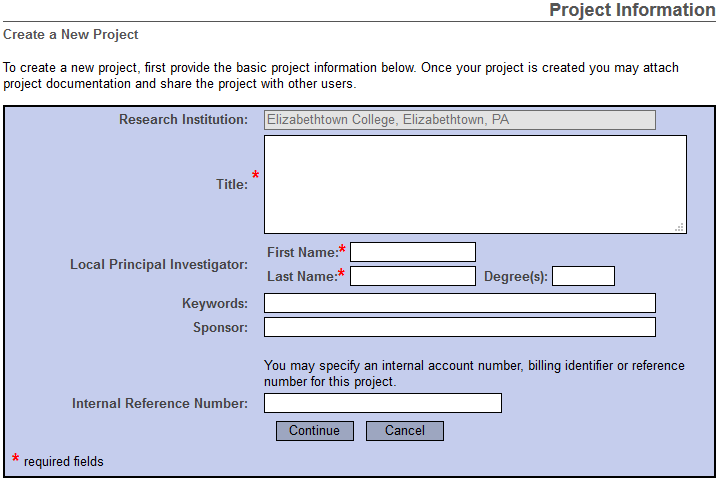 Project Information
Create a New Project
To create a new project, first provide the basic project information below. Once your project is created you may attach
project documentation and share the project with other users.
Research Institution: Elizabethtown College, Elizabethtown, PA
Title: *
Local Principal Investigator:
First Name:*
Last Name:* Degree(s):
Keywords:
Sponsor:
You may specify an internal account number, billing identifier or reference
number for this project.
Internal Reference Number:
Continue Cancel
* required fields